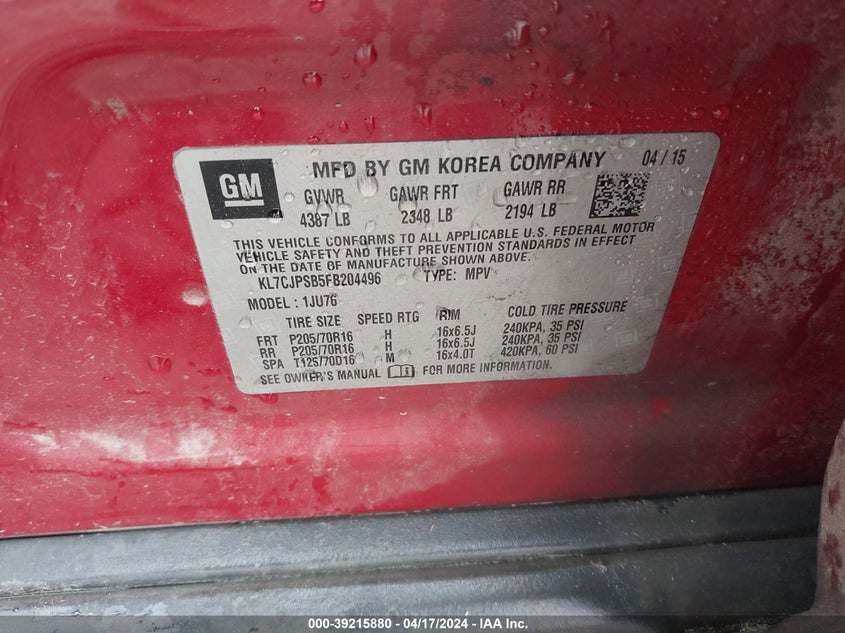 GM
MFD BY GM KOREA COMPANY 04 / 15
GVWR GAWR FRT GAWR RR
4387 LB 2348 LB 2194 LB
THIS VEHICLE CONFORMS TO ALL APPLICABLE U.S. FEDERAL MOTOR
VEHICLE SAFETY AND THEFT PREVENTION STANDARDS IN EFFECT
ON THE DATE OF MANUFACTURE SHOWN ABOVE.
KL7CJPSB5FB204496 TYPE: MPV
MODEL : 1JU76
TIRE SIZE SPEED RTG RIM COLD TIRE PRESSURE
FRT P205/70R16 H 16x6.5J 240KPA, 35 PSI
RR P205/70R16 H 16x6.5J 240KPA, 35 PSI
SPA T125/70D16 M 16x4.0T 420KPA, 60 PSI
SEE OWNER'S MANUAL FOR MORE INFORMATION.
000-39215880 - 04/17/2024 - IAA Inc.